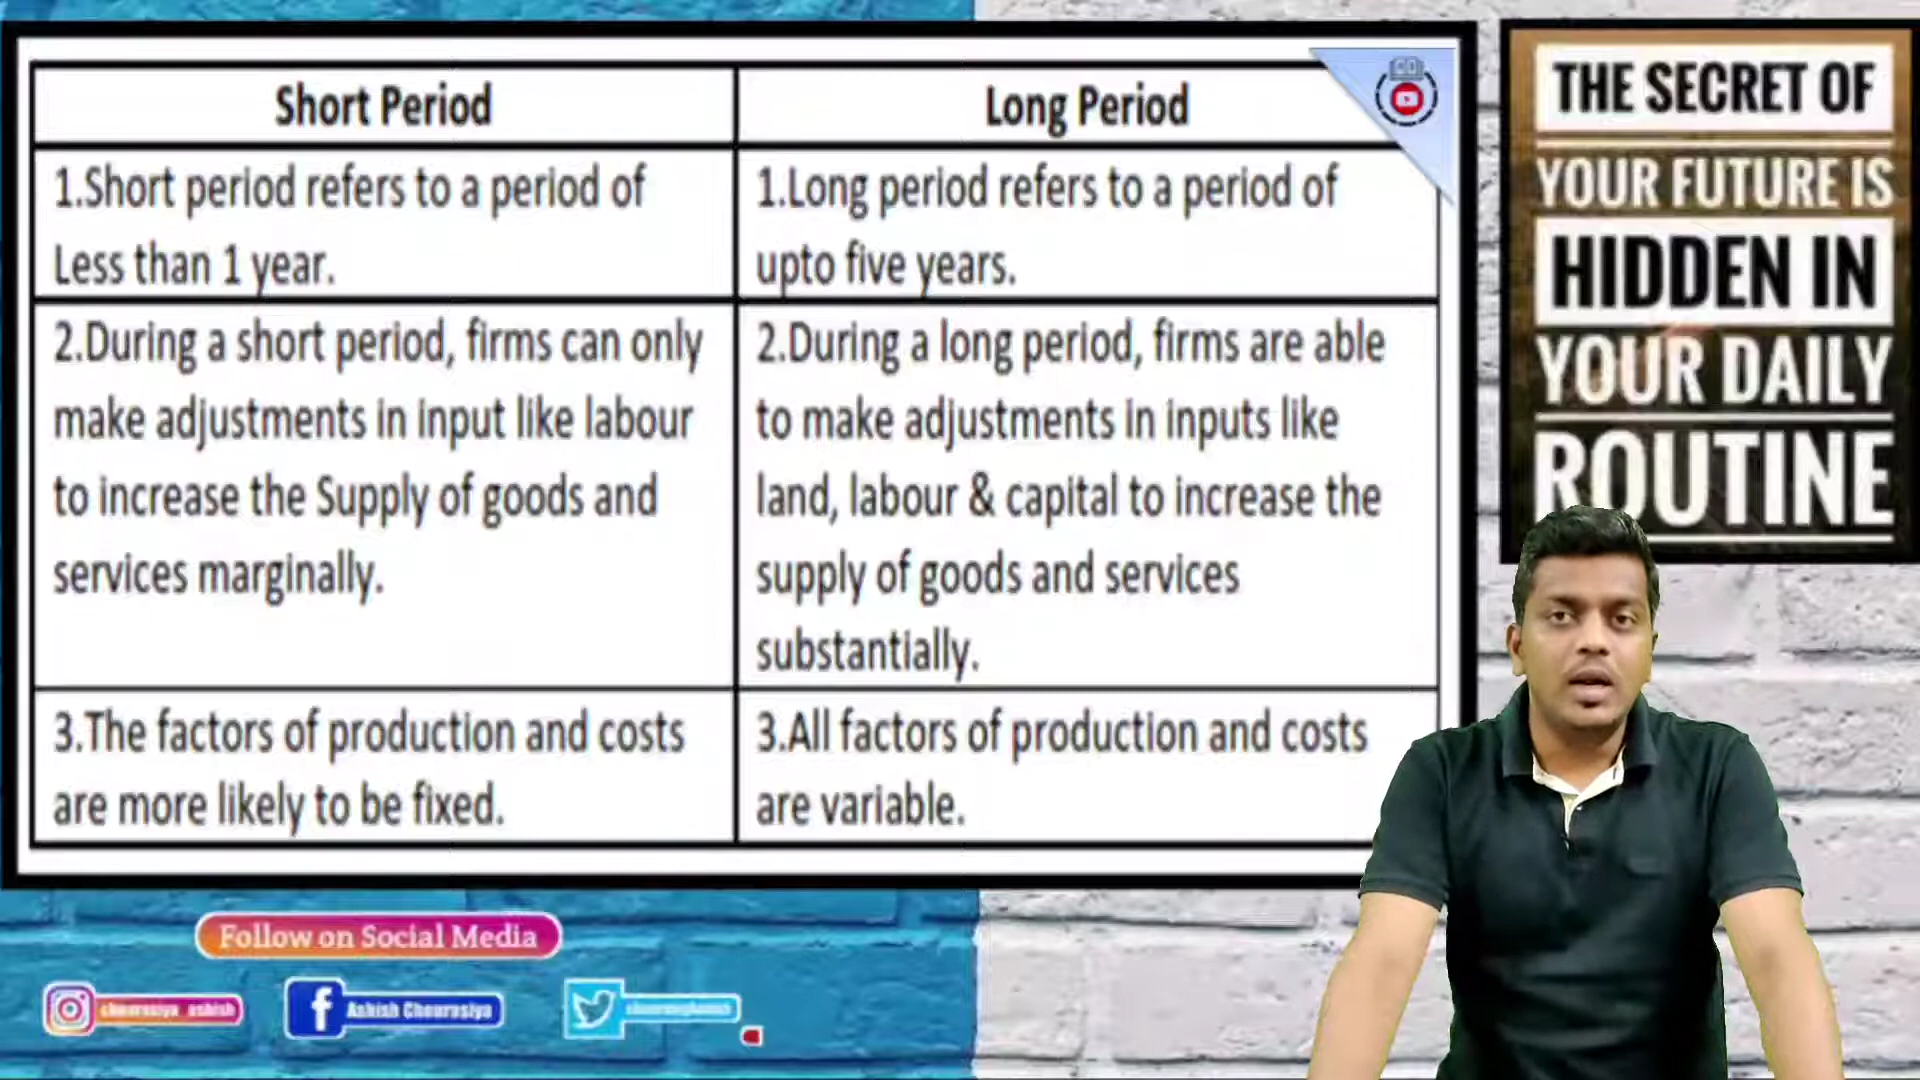 Short Period
Long Period
1.Short period refers to a period of
Less than 1 year.
1.Long period refers to a period of
upto five years.
2.During a short period, firms can only
make adjustments in input like labour
to increase the Supply of goods and
services marginally.
2.During a long period, firms are able
to make adjustments in inputs like
land, labour & capital to increase the
supply of goods and services
substantially.
3.The factors of production and costs
are more likely to be fixed.
3.All factors of production and costs
are variable.
THE SECRET OF
YOUR FUTURE IS
HIDDEN IN
YOUR DAILY
ROUTINE
Follow on Social Media
chourasiya_ashish
Ashish Chourasiya